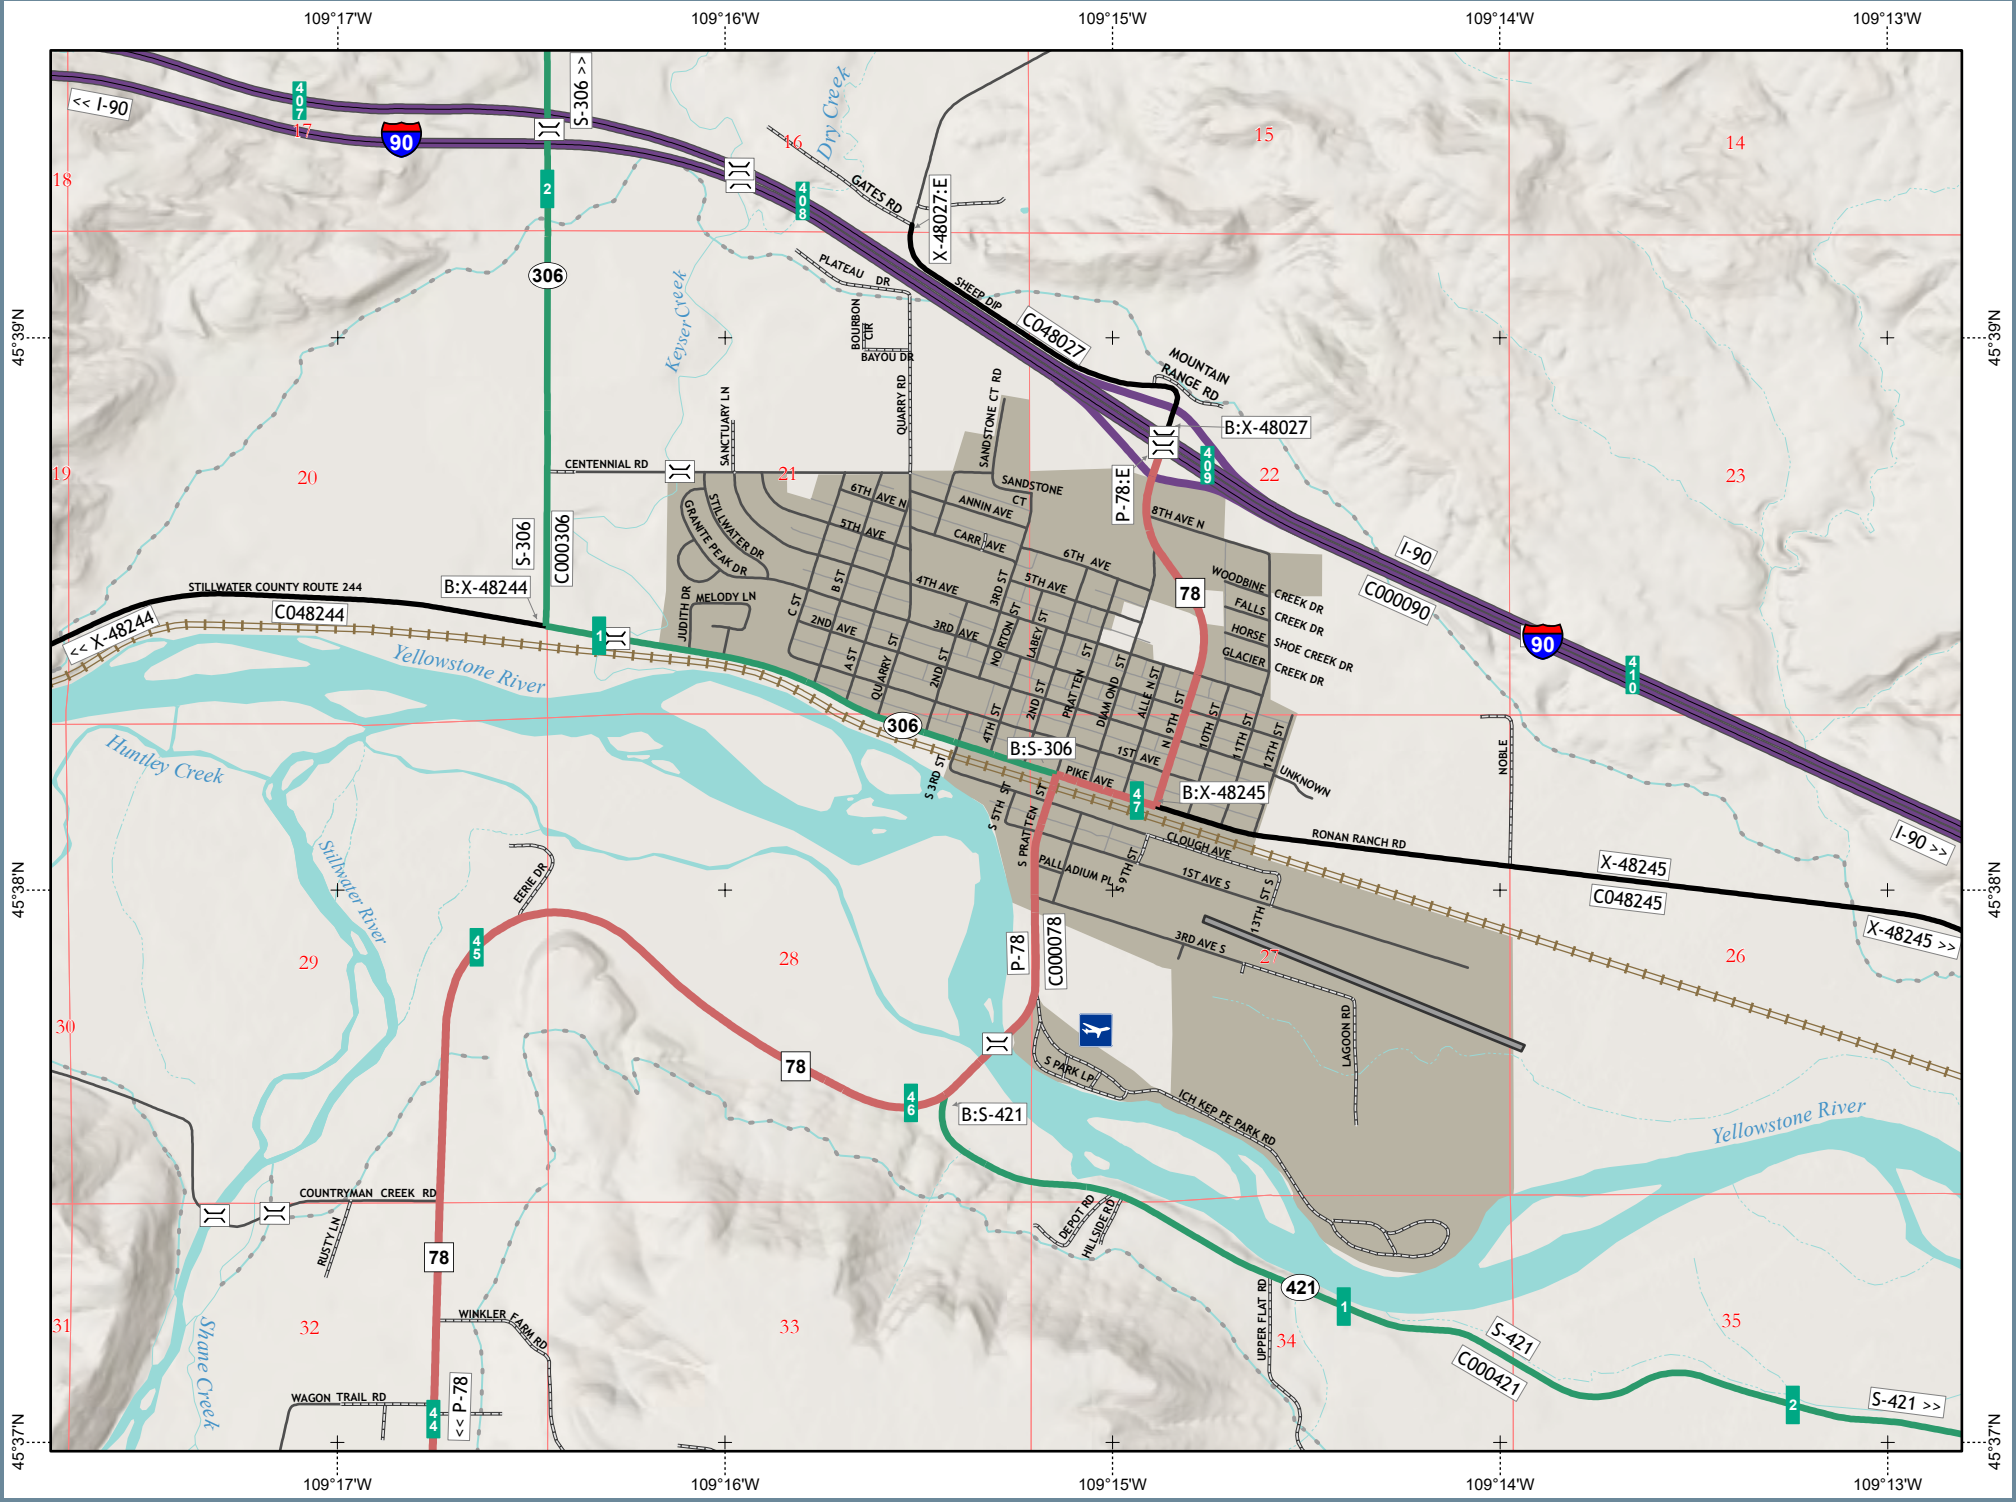 109°17'W
109°16'W
109°15'W
109°14'W
109°13'W
<< I-90
407
17
90
S-306 >>
Dry Creek
16
15
14
18
2
408
GATES RD
X-48027:E
306
PLATEAU DR
SHEEP DIP
Keyser Creek
BOURBON
CIR
BAYOU DR
C048027
45°39'N
45°39'N
MOUNTAIN
RANGE RD
QUARRY RD
SANDSTONE CT RD
SANCTUARY LN
B:X-48027
CENTENNIAL RD
409
19
20
21
22
23
P-78:E
SANDSTONE
CT
6TH AVE N
ANNIN AVE
STILLWATER DR
GRANITE PEAK DR
5TH AVE
CARR AVE
6TH AVE
8TH AVE N
S-306
C000306
I-90
C000090
B:X-48244
STILLWATER COUNTY ROUTE 244
C048244
<< X-48244
4TH AVE
5TH AVE
WOODBINE CREEK DR
FALLS CREEK DR
HORSE SHOE CREEK DR
GLACIER CREEK DR
78
B ST
C ST
3RD ST
MELODY LN
JUDITH DR
1
2ND AVE
3RD AVE
NORTON ST
LABEY ST
A ST
QUARRY ST
2ND ST
PRATTEN ST
DIAMOND ST
ALLEN ST
2ND ST
4TH ST
N 9TH ST
10TH ST
11TH ST
12TH ST
90
410
Yellowstone River
Huntley Creek
306
B:S-306
1ST AVE
PIKE AVE
47
B:X-48245
UNKNOWN
NOBLE
S 3RD ST
S 5TH ST
S PRATTEN ST
CLOUGH AVE
RONAN RANCH RD
I-90 >>
X-48245
C048245
X-48245 >>
45°38'N
45°38'N
PALLADIUM PL
S 9TH ST
1ST AVE S
13TH ST S
3RD AVE S
Stillwater River
EERIE DR
45
29
28
27
26
P-78
C000078
30
LAGOON RD
78
S PARK LP
46
B:S-421
ICH KEP PE PARK RD
Yellowstone River
COUNTRYMAN CREEK RD
RUSTY LN
DEPOT RD
HILLSIDE RD
78
421
1
UPPER FLAT RD
WINKLER FARM RD
31
32
33
34
35
Shane Creek
S-421
C000421
WAGON TRAIL RD
44
<< P-78
2
S-421 >>
45°37'N
45°37'N
109°17'W
109°16'W
109°15'W
109°14'W
109°13'W